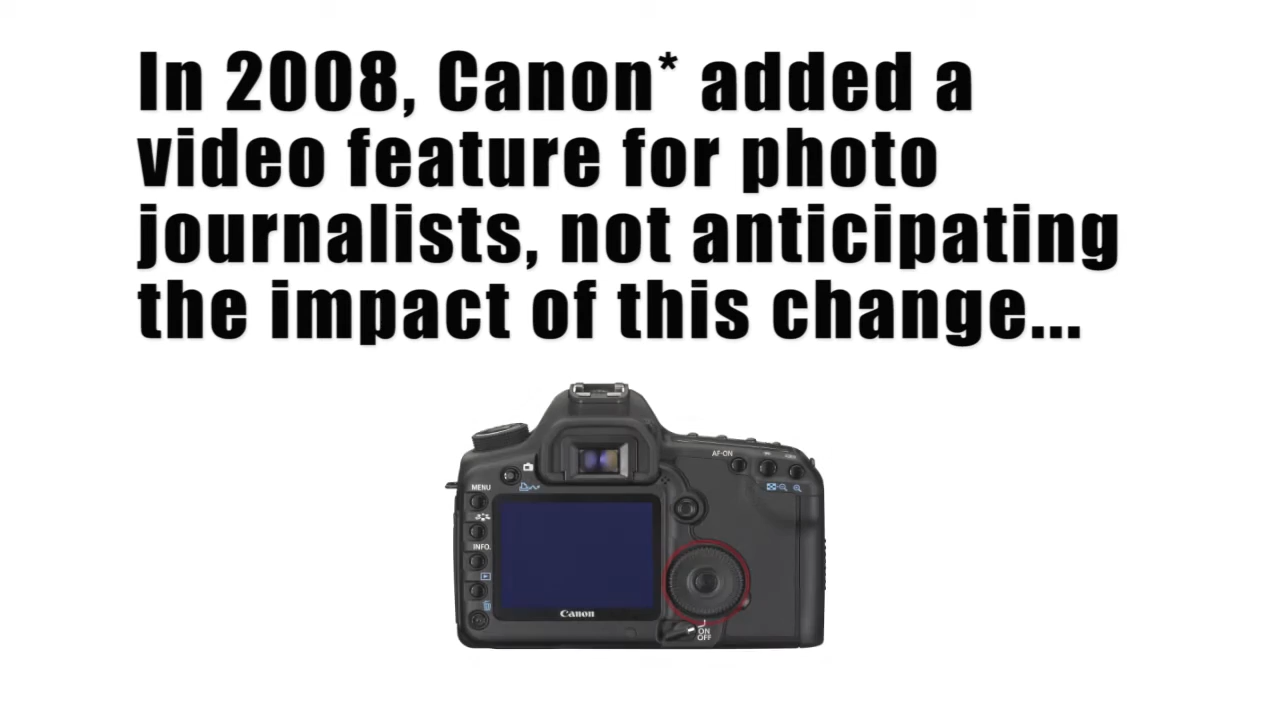 In 2008, Canon* added a
video feature for photo
journalists, not anticipating
the impact of this change...
AF-ON
MENU
INFO.
Canon
ON
OFF